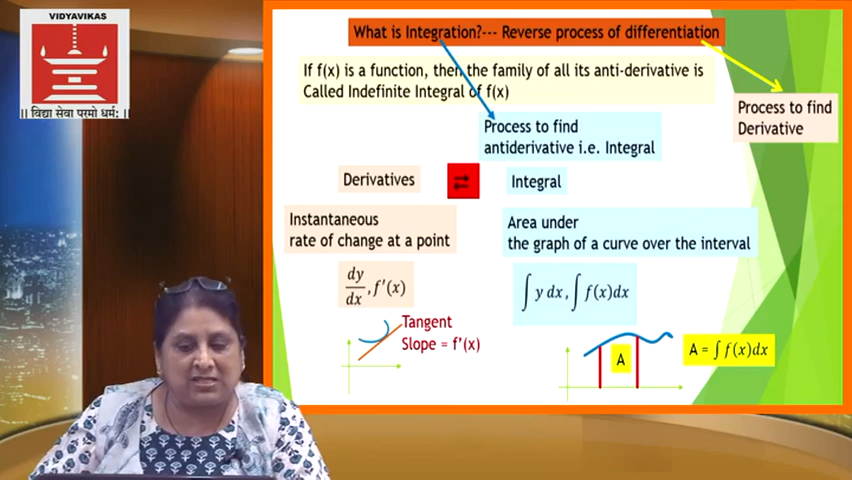 VIDYAVIKAS
|| विद्या सेवा परमो धर्म: ||
What is Integration?--- Reverse process of differentiation
If f(x) is a function, then the family of all its anti-derivative is
Called Indefinite Integral of f(x)
Process to find
Derivative
Process to find
antiderivative i.e. Integral
Derivatives
⇄
Integral
Instantaneous
rate of change at a point
Area under
the graph of a curve over the interval
dy/dx, f'(x)
∫ y dx, ∫ f(x)dx
Tangent
Slope = f'(x)
A
A = ∫ f(x)dx